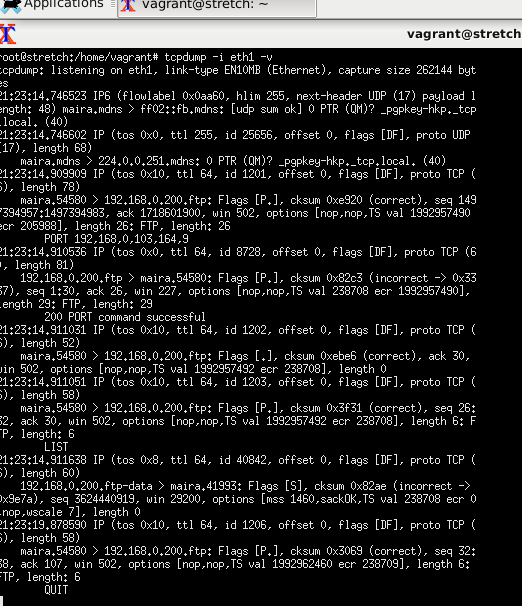 Applications
vagrant@stretch: ~
vagrant@stretch
root@stretch:/home/vagrant# tcpdump -i eth1 -v
tcpdump: listening on eth1, link-type EN10MB (Ethernet), capture size 262144 byt
es
21:23:14.746523 IP6 (flowlabel 0x0aa60, hlim 255, next-header UDP (17) payload l
ength: 48) maira.mdns > ff02::fb.mdns: [udp sum ok] 0 PTR (QM)? _pgpkey-hkp._tcp
.local. (40)
21:23:14.746602 IP (tos 0x0, ttl 255, id 25656, offset 0, flags [DF], proto UDP
(17), length 68)
maira.mdns > 224.0.0.251.mdns: 0 PTR (QM)? _pgpkey-hkp._tcp.local. (40)
21:23:14.909909 IP (tos 0x10, ttl 64, id 1201, offset 0, flags [DF], proto TCP (
6), length 78)
maira.54580 > 192.168.0.200.ftp: Flags [P.], cksum 0xe920 (correct), seq 149
7394957:1497394983, ack 1718601900, win 502, options [nop,nop,TS val 1992957490
ecr 205988], length 26: FTP, length: 26
PORT 192,168,0,103,164,9
21:23:14.910536 IP (tos 0x0, ttl 64, id 8728, offset 0, flags [DF], proto TCP (6
), length 81)
192.168.0.200.ftp > maira.54580: Flags [P.], cksum 0x82c3 (incorrect -> 0x33
37), seq 1:30, ack 26, win 227, options [nop,nop,TS val 238708 ecr 1992957490],
length 29: FTP, length: 29
200 PORT command successful
21:23:14.911031 IP (tos 0x10, ttl 64, id 1202, offset 0, flags [DF], proto TCP (
6), length 52)
maira.54580 > 192.168.0.200.ftp: Flags [.], cksum 0xebe6 (correct), ack 30,
win 502, options [nop,nop,TS val 1992957492 ecr 238708], length 0
21:23:14.911051 IP (tos 0x10, ttl 64, id 1203, offset 0, flags [DF], proto TCP (
6), length 58)
maira.54580 > 192.168.0.200.ftp: Flags [P.], cksum 0x3f31 (correct), seq 26:
32, ack 30, win 502, options [nop,nop,TS val 1992957492 ecr 238708], length 6: F
TP, length: 6
LIST
21:23:14.911638 IP (tos 0x8, ttl 64, id 40842, offset 0, flags [DF], proto TCP (
6), length 60)
192.168.0.200.ftp-data > maira.41993: Flags [S], cksum 0x82ae (incorrect ->
0x9e7a), seq 3624440919, win 29200, options [mss 1460,sackOK,TS val 238708 ecr 0
,nop,wscale 7], length 0
21:23:19.878590 IP (tos 0x10, ttl 64, id 1206, offset 0, flags [DF], proto TCP (
6), length 58)
maira.54580 > 192.168.0.200.ftp: Flags [P.], cksum 0x3069 (correct), seq 32:
38, ack 107, win 502, options [nop,nop,TS val 1992962460 ecr 238709], length 6:
FTP, length: 6
QUIT